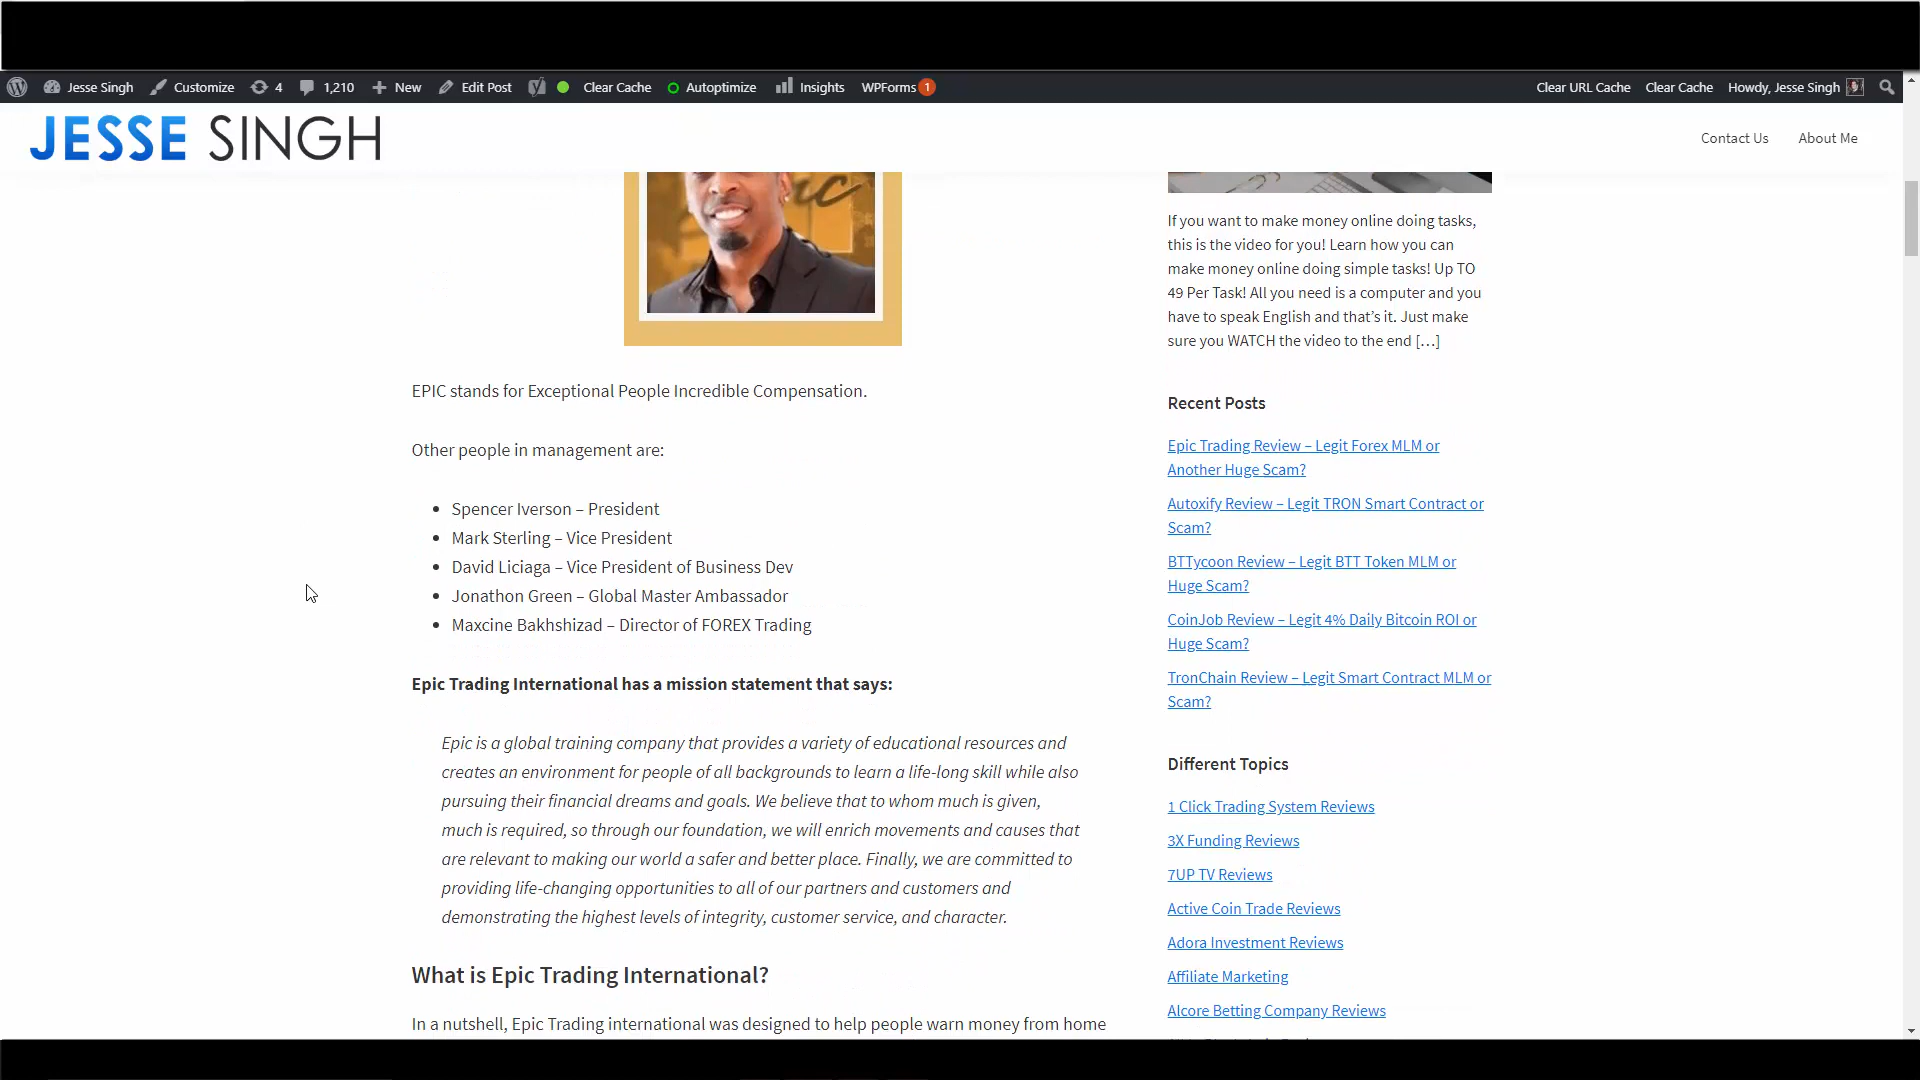 Jesse Singh Customize 4 1,210 New Edit Post Clear Cache Autoptimize Insights WPForms 1 Clear URL Cache Clear Cache Howdy, Jesse Singh
JESSE SINGH
Contact Us About Me
EPIC stands for Exceptional People Incredible Compensation.
Other people in management are:
• Spencer Iverson – President
• Mark Sterling – Vice President
• David Liciaga – Vice President of Business Dev
• Jonathon Green – Global Master Ambassador
• Maxcine Bakhshizad – Director of FOREX Trading
Epic Trading International has a mission statement that says:
Epic is a global training company that provides a variety of educational resources and
creates an environment for people of all backgrounds to learn a life-long skill while also
pursuing their financial dreams and goals. We believe that to whom much is given,
much is required, so through our foundation, we will enrich movements and causes that
are relevant to making our world a safer and better place. Finally, we are committed to
providing life-changing opportunities to all of our partners and customers and
demonstrating the highest levels of integrity, customer service, and character.
What is Epic Trading International?
In a nutshell, Epic Trading international was designed to help people warn money from home
If you want to make money online doing tasks,
this is the video for you! Learn how you can
make money online doing simple tasks! Up TO
49 Per Task! All you need is a computer and you
have to speak English and that's it. Just make
sure you WATCH the video to the end […]
Recent Posts
Epic Trading Review – Legit Forex MLM or
Another Huge Scam?
Autoxify Review – Legit TRON Smart Contract or
Scam?
BTTycoon Review – Legit BTT Token MLM or
Huge Scam?
CoinJob Review – Legit 4% Daily Bitcoin ROI or
Huge Scam?
TronChain Review – Legit Smart Contract MLM or
Scam?
Different Topics
1 Click Trading System Reviews
3X Funding Reviews
7UP TV Reviews
Active Coin Trade Reviews
Adora Investment Reviews
Affiliate Marketing
Alcore Betting Company Reviews